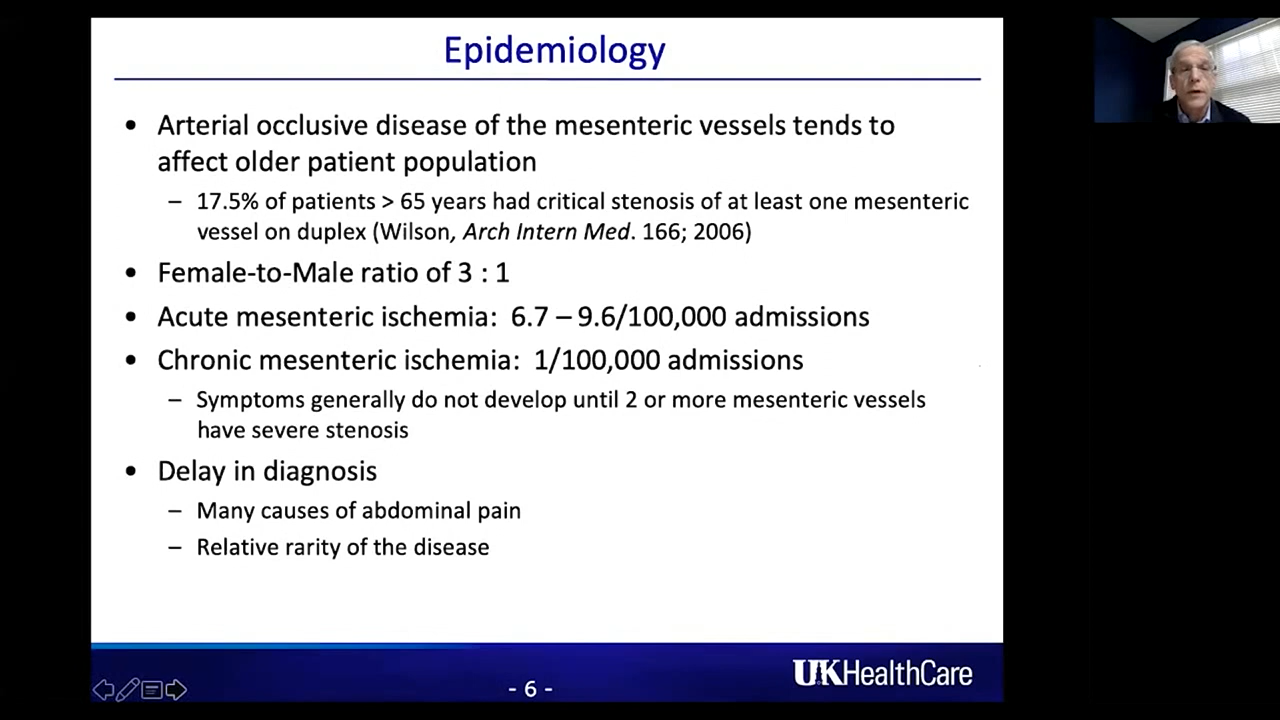 Epidemiology
• Arterial occlusive disease of the mesenteric vessels tends to
affect older patient population
– 17.5% of patients > 65 years had critical stenosis of at least one mesenteric
vessel on duplex (Wilson, Arch Intern Med. 166; 2006)
• Female-to-Male ratio of 3 : 1
• Acute mesenteric ischemia: 6.7 – 9.6/100,000 admissions
• Chronic mesenteric ischemia: 1/100,000 admissions
– Symptoms generally do not develop until 2 or more mesenteric vessels
have severe stenosis
• Delay in diagnosis
– Many causes of abdominal pain
– Relative rarity of the disease
- 6 -
UKHealthCare